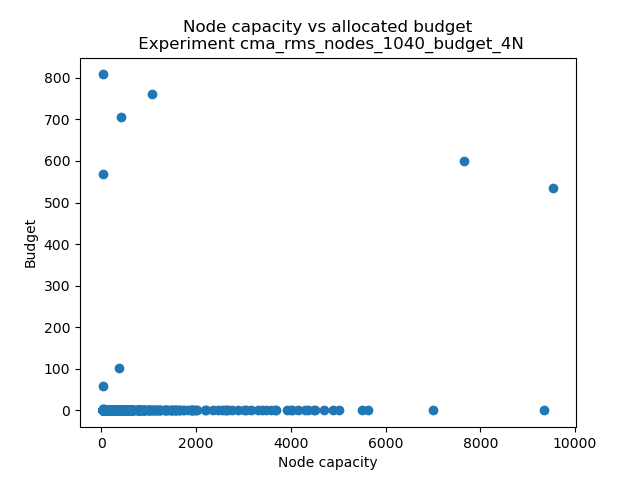 Node capacity vs allocated budget
Experiment cma_rms_nodes_1040_budget_4N
800
700
600
500
400
300
200
100
0
Budget
0 2000 4000 6000 8000 10000
Node capacity